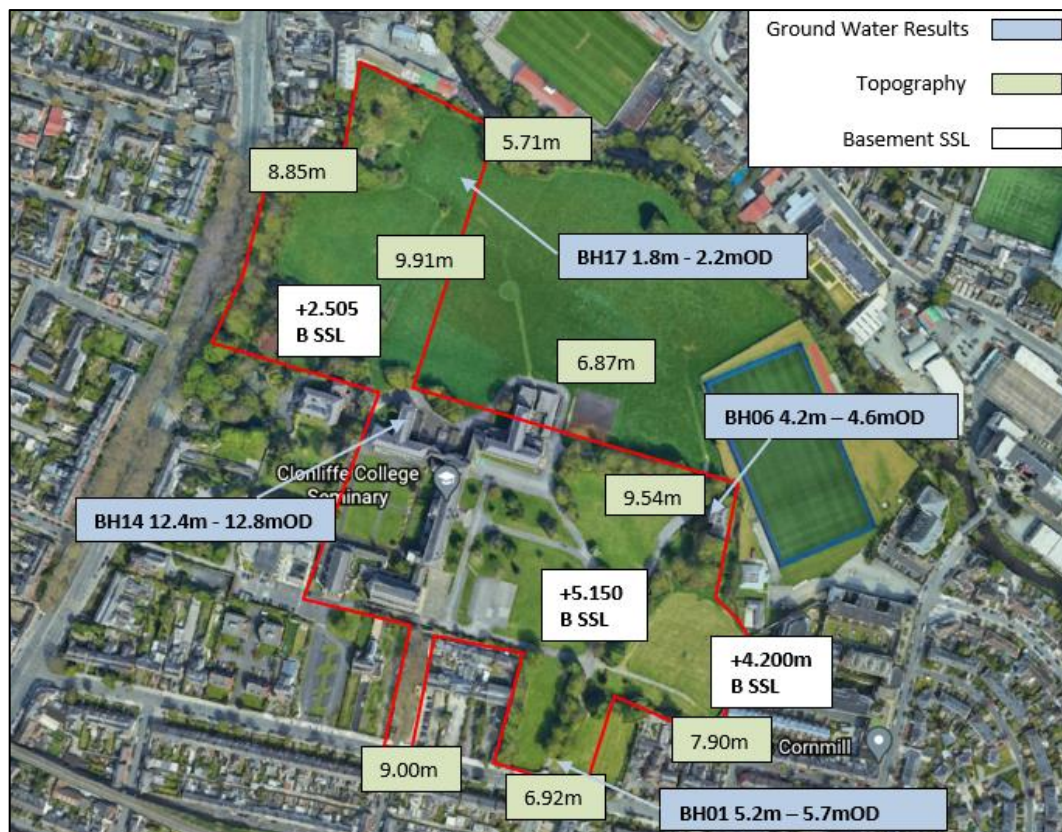 Ground Water Results
Topography
Basement SSL
5.71m
8.85m
9.91m
BH17 1.8m - 2.2mOD
+2.505
B SSL
6.87m
BH06 4.2m – 4.6mOD
Clonliffe College
Seminary
9.54m
BH14 12.4m - 12.8mOD
+5.150
B SSL
+4.200m
B SSL
7.90m
Cornmill
9.00m
6.92m
BH01 5.2m – 5.7mOD